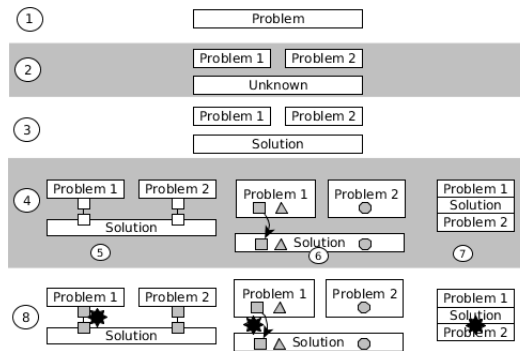 1 Problem
2 Problem 1 Problem 2
Unknown
3 Problem 1 Problem 2
Solution
4 Problem 1 Problem 2 Problem 1 Problem 2 Problem 1
Solution
Problem 2
Solution Solution
5 6 7
8 Problem 1 Problem 2 Problem 1 Problem 2 Problem 1
Solution
Problem 2
Solution Solution